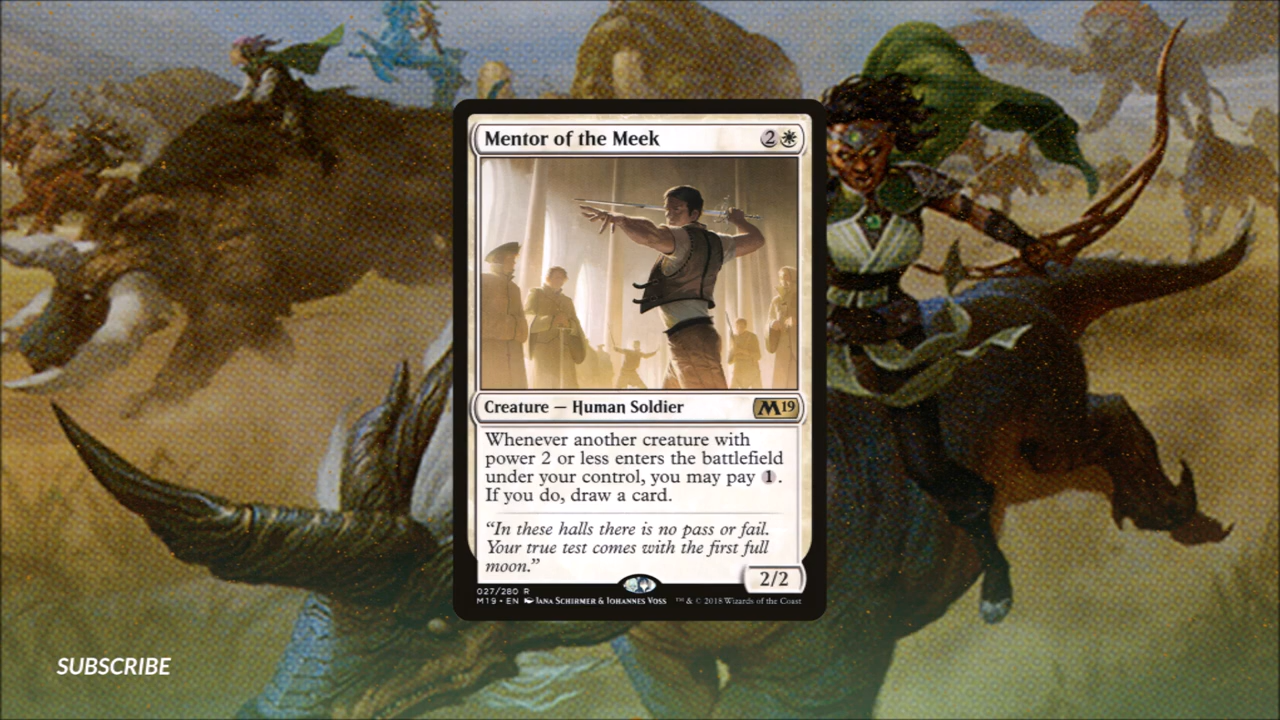 Mentor of the Meek 2
Creature — Human Soldier M19
Whenever another creature with
power 2 or less enters the battlefield
under your control, you may pay 1.
If you do, draw a card.
“In these halls there is no pass or fail.
Your true test comes with the first full
moon.”
2/2
027/280 R
M19 • EN Iana Schirmer & Johannes Voss ™ & © 2018 Wizards of the Coast
SUBSCRIBE